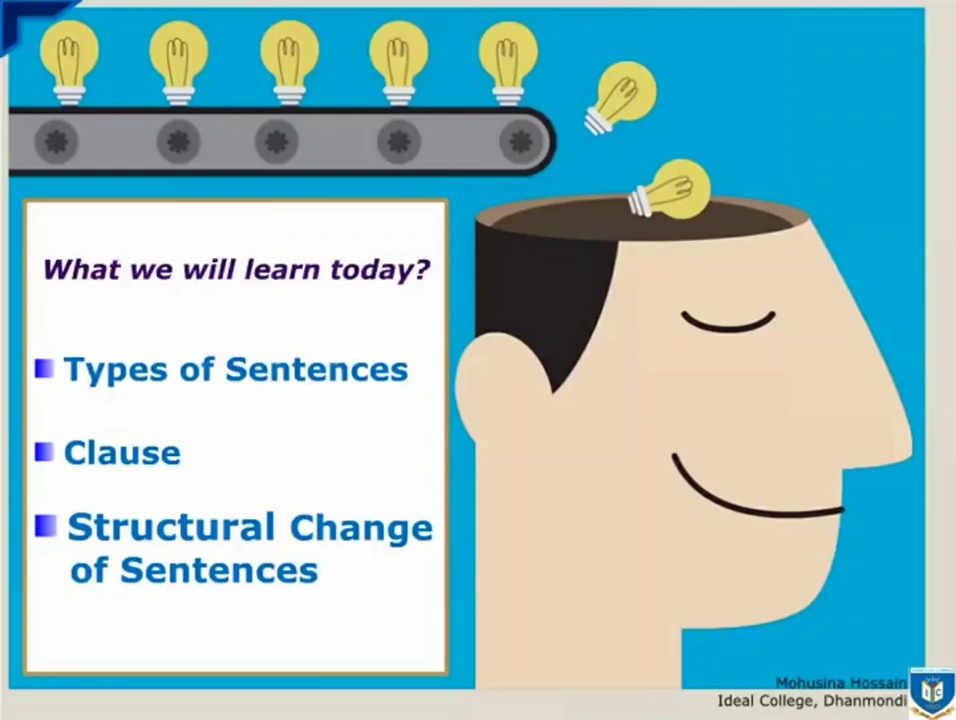 What we will learn today?
Types of Sentences
Clause
Structural Change
of Sentences
Mohusina Hossain
Ideal College, Dhanmondi